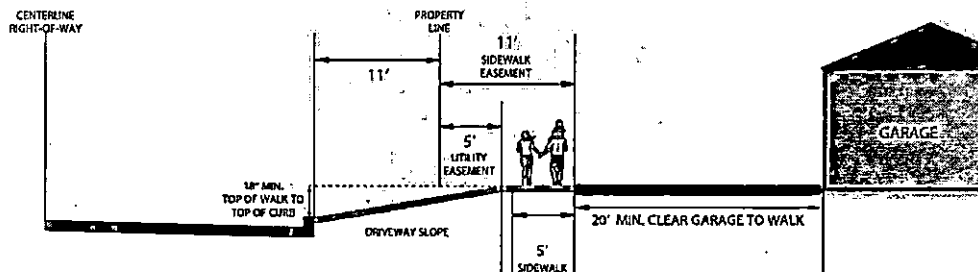 CENTERLINE
RIGHT-OF-WAY
PROPERTY
LINE
11'
11'
SIDEWALK
EASEMENT
5'
UTILITY
EASEMENT
18" MIN.
TOP OF WALK TO
TOP OF CURB
DRIVEWAY SLOPE
5'
SIDEWALK
20' MIN. CLEAR GARAGE TO WALK
GARAGE